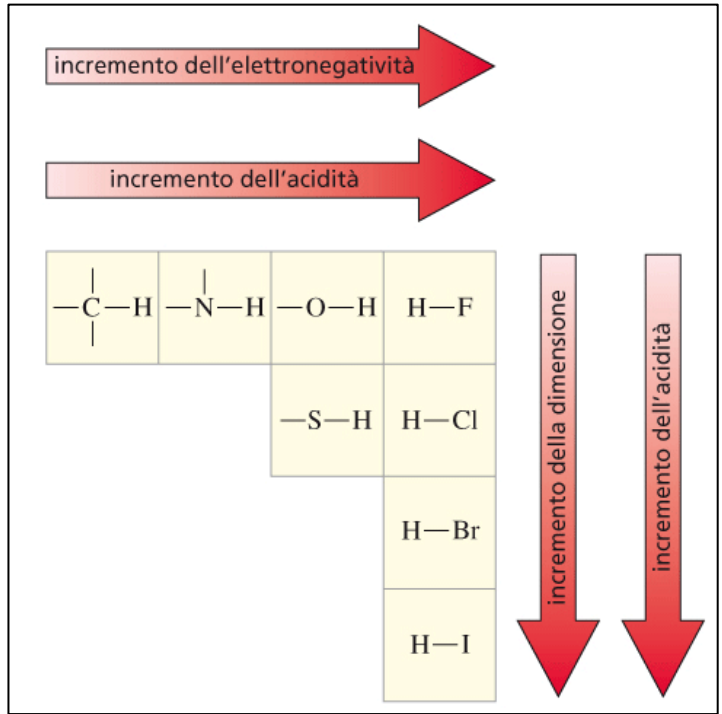 incremento dell'elettronegatività
incremento dell'acidità
—C—H —N—H —O—H H—F
—S—H H—Cl
H—Br
H—I
incremento della dimensione
incremento dell'acidità